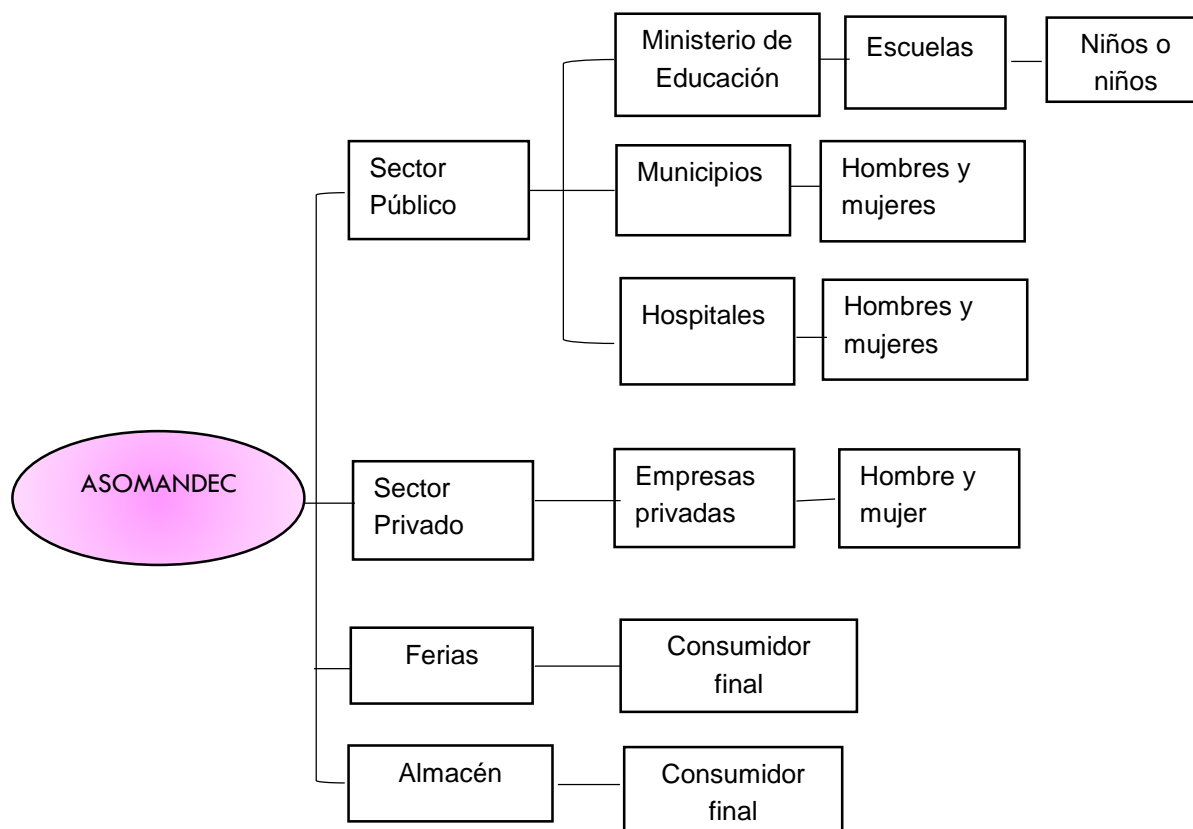 Ministerio de
Educación
Escuelas
Niños o
niños
Sector
Público
Municipios
Hombres y
mujeres
Hospitales
Hombres y
mujeres
ASOMANDEC
Sector
Privado
Empresas
privadas
Hombre y
mujer
Ferias
Consumidor
final
Almacén
Consumidor
final